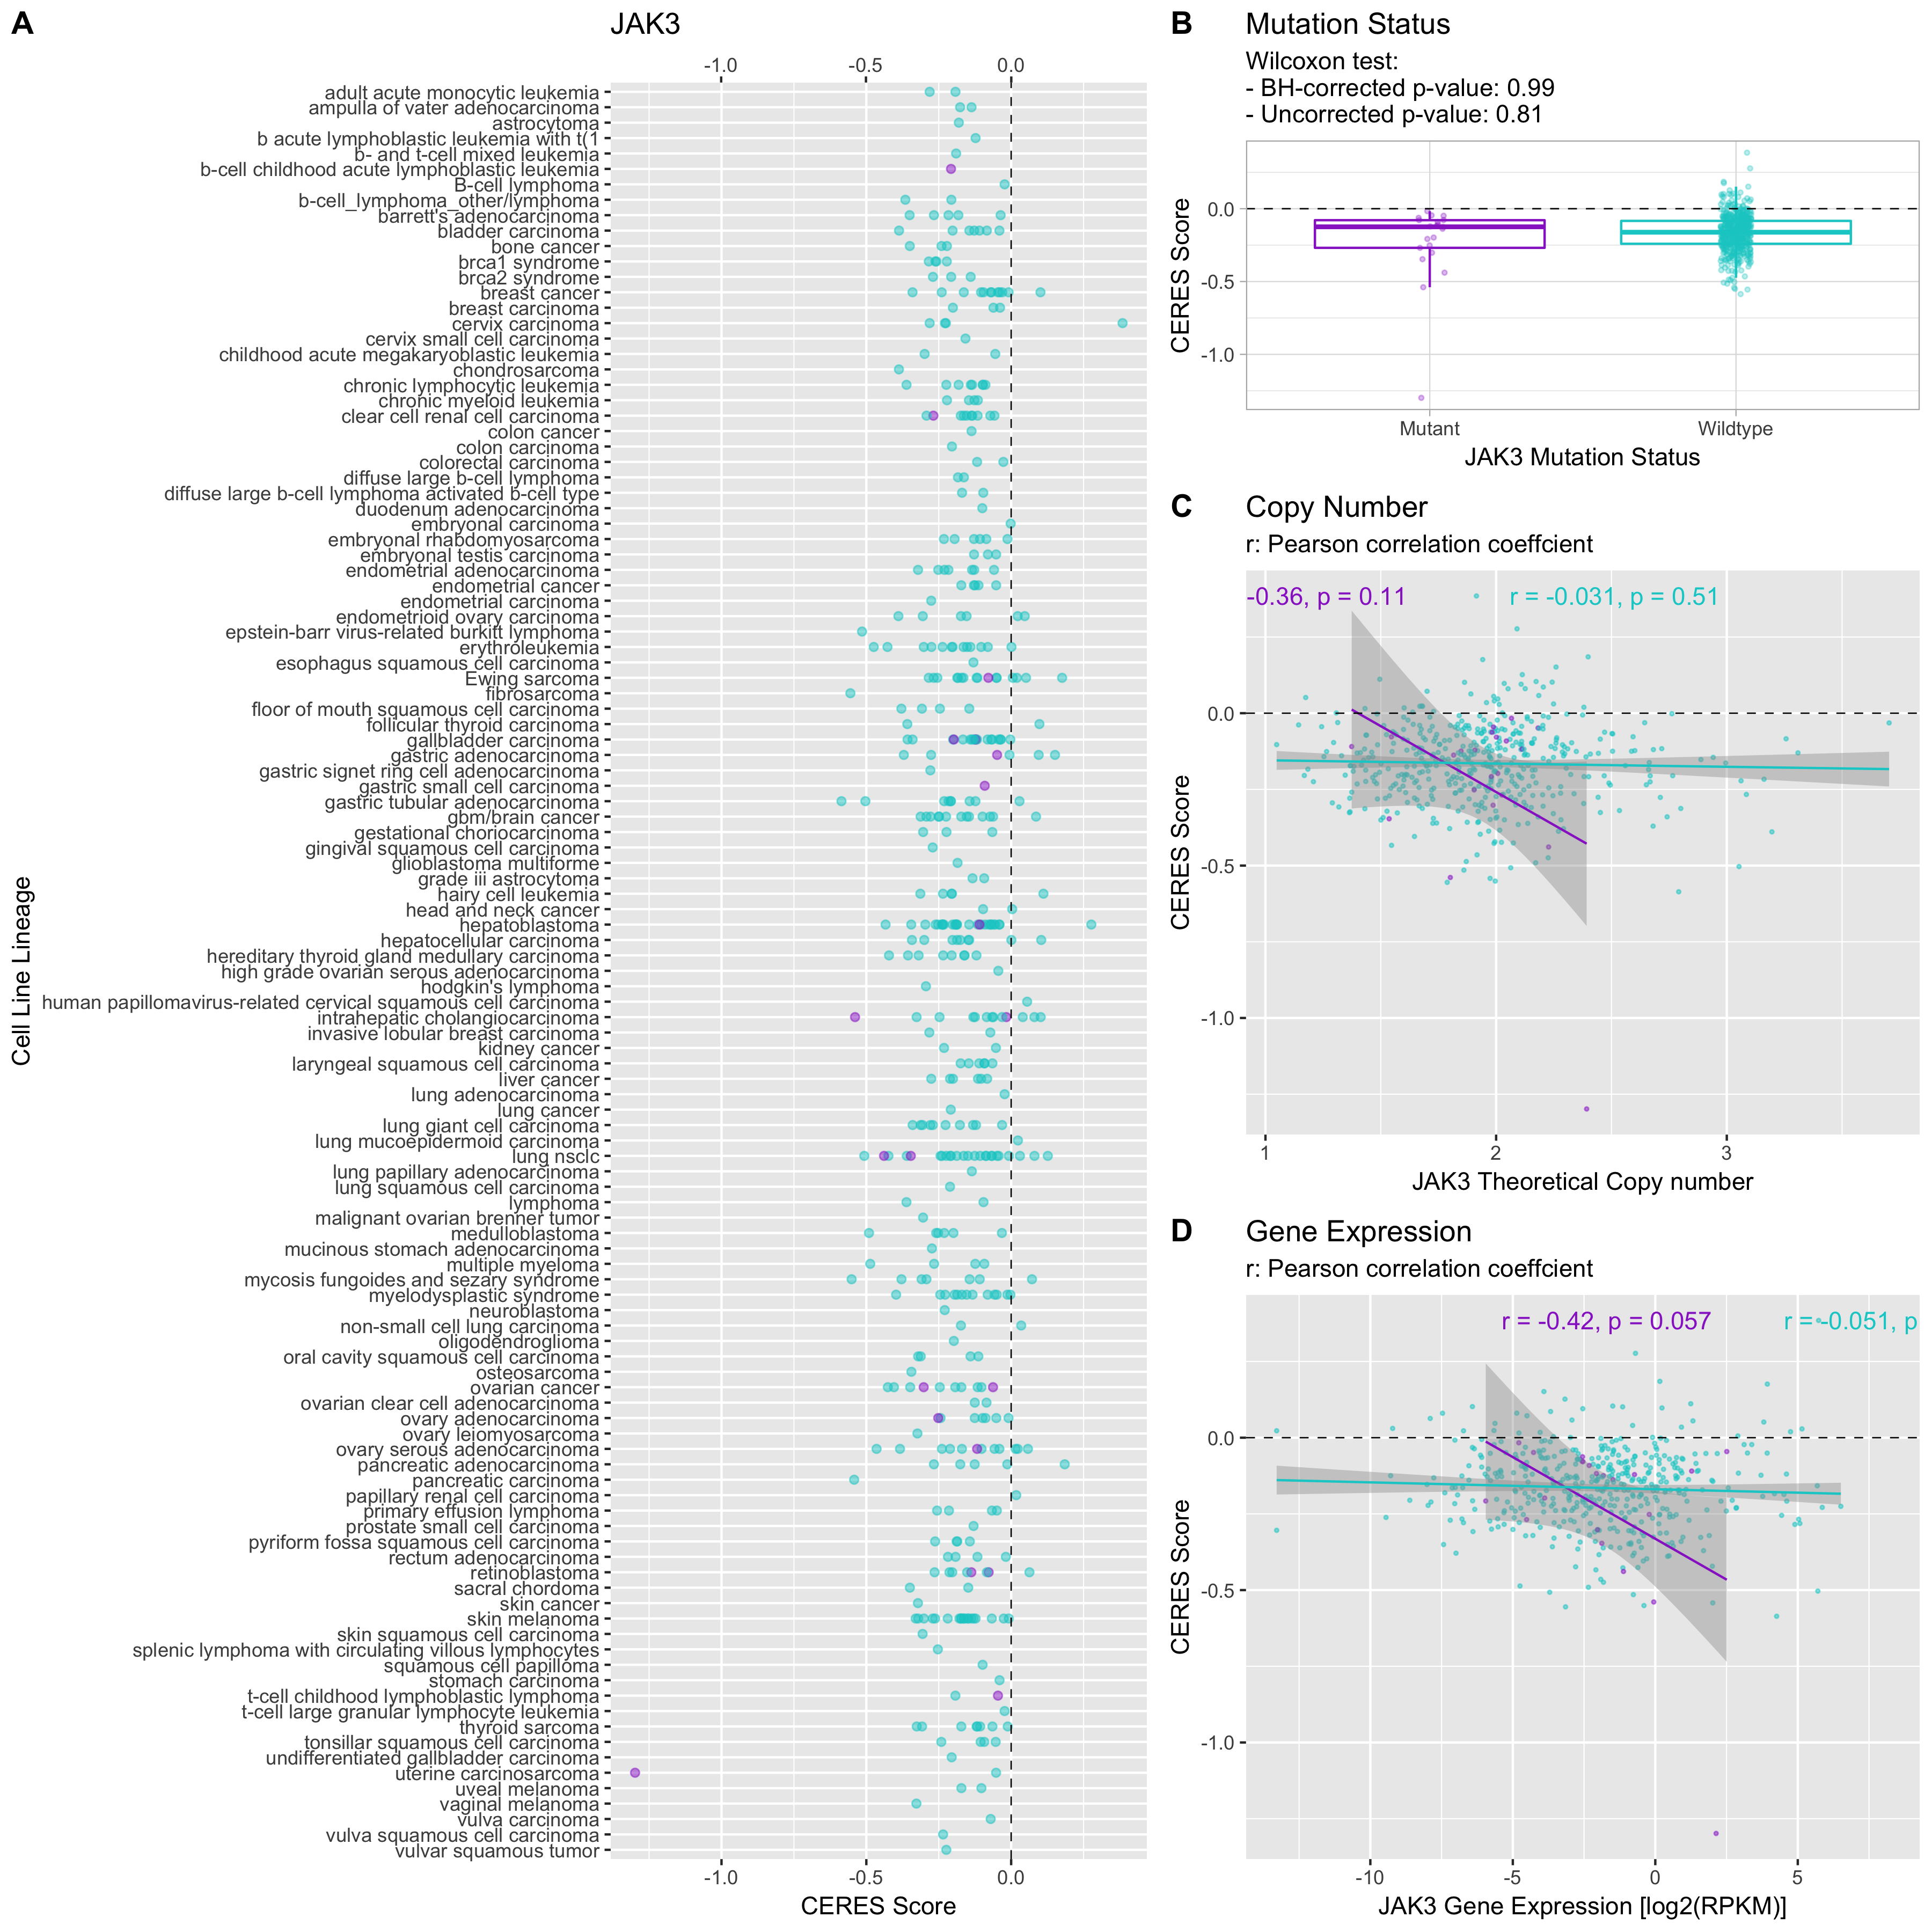 A
JAK3
-1.0 -0.5 0.0
adult acute monocytic leukemia
ampulla of vater adenocarcinoma
astrocytoma
b acute lymphoblastic leukemia with t(1
b- and t-cell mixed leukemia
b-cell childhood acute lymphoblastic leukemia
B-cell lymphoma
b-cell_lymphoma_other/lymphoma
barrett's adenocarcinoma
bladder carcinoma
bone cancer
brca1 syndrome
brca2 syndrome
breast cancer
breast carcinoma
cervix carcinoma
cervix small cell carcinoma
childhood acute megakaryoblastic leukemia
chondrosarcoma
chronic lymphocytic leukemia
chronic myeloid leukemia
clear cell renal cell carcinoma
colon cancer
colon carcinoma
colorectal carcinoma
diffuse large b-cell lymphoma
diffuse large b-cell lymphoma activated b-cell type
duodenum adenocarcinoma
embryonal carcinoma
embryonal rhabdomyosarcoma
embryonal testis carcinoma
endometrial adenocarcinoma
endometrial cancer
endometrial carcinoma
endometrioid ovary carcinoma
epstein-barr virus-related burkitt lymphoma
erythroleukemia
esophagus squamous cell carcinoma
Ewing sarcoma
fibrosarcoma
floor of mouth squamous cell carcinoma
follicular thyroid carcinoma
gallbladder carcinoma
gastric adenocarcinoma
gastric signet ring cell adenocarcinoma
gastric small cell carcinoma
gastric tubular adenocarcinoma
gbm/brain cancer
gestational choriocarcinoma
gingival squamous cell carcinoma
glioblastoma multiforme
grade iii astrocytoma
hairy cell leukemia
head and neck cancer
hepatoblastoma
hepatocellular carcinoma
hereditary thyroid gland medullary carcinoma
high grade ovarian serous adenocarcinoma
hodgkin's lymphoma
human papillomavirus-related cervical squamous cell carcinoma
intrahepatic cholangiocarcinoma
invasive lobular breast carcinoma
kidney cancer
laryngeal squamous cell carcinoma
liver cancer
lung adenocarcinoma
lung cancer
lung giant cell carcinoma
lung mucoepidermoid carcinoma
lung nsclc
lung papillary adenocarcinoma
lung squamous cell carcinoma
lymphoma
malignant ovarian brenner tumor
medulloblastoma
mucinous stomach adenocarcinoma
multiple myeloma
mycosis fungoides and sezary syndrome
myelodysplastic syndrome
neuroblastoma
non-small cell lung carcinoma
oligodendroglioma
oral cavity squamous cell carcinoma
osteosarcoma
ovarian cancer
ovarian clear cell adenocarcinoma
ovary adenocarcinoma
ovary leiomyosarcoma
ovary serous adenocarcinoma
pancreatic adenocarcinoma
pancreatic carcinoma
papillary renal cell carcinoma
primary effusion lymphoma
prostate small cell carcinoma
pyriform fossa squamous cell carcinoma
rectum adenocarcinoma
retinoblastoma
sacral chordoma
skin cancer
skin melanoma
skin squamous cell carcinoma
splenic lymphoma with circulating villous lymphocytes
squamous cell papilloma
stomach carcinoma
t-cell childhood lymphoblastic lymphoma
t-cell large granular lymphocyte leukemia
thyroid sarcoma
tonsillar squamous cell carcinoma
undifferentiated gallbladder carcinoma
uterine carcinosarcoma
uveal melanoma
vaginal melanoma
vulva carcinoma
vulva squamous cell carcinoma
vulvar squamous tumor
-1.0 -0.5 0.0
CERES Score
Cell Line Lineage
B
Mutation Status
Wilcoxon test:
- BH-corrected p-value: 0.99
- Uncorrected p-value: 0.81
0.0
-0.5
-1.0
CERES Score
Mutant Wildtype
JAK3 Mutation Status
C
Copy Number
r: Pearson correlation coeffcient
-0.36, p = 0.11 r = -0.031, p = 0.51
0.0
-0.5
-1.0
CERES Score
1 2 3
JAK3 Theoretical Copy number
D
Gene Expression
r: Pearson correlation coeffcient
r = -0.42, p = 0.057 r = -0.051, p
0.0
-0.5
-1.0
CERES Score
-10 -5 0 5
JAK3 Gene Expression [log2(RPKM)]